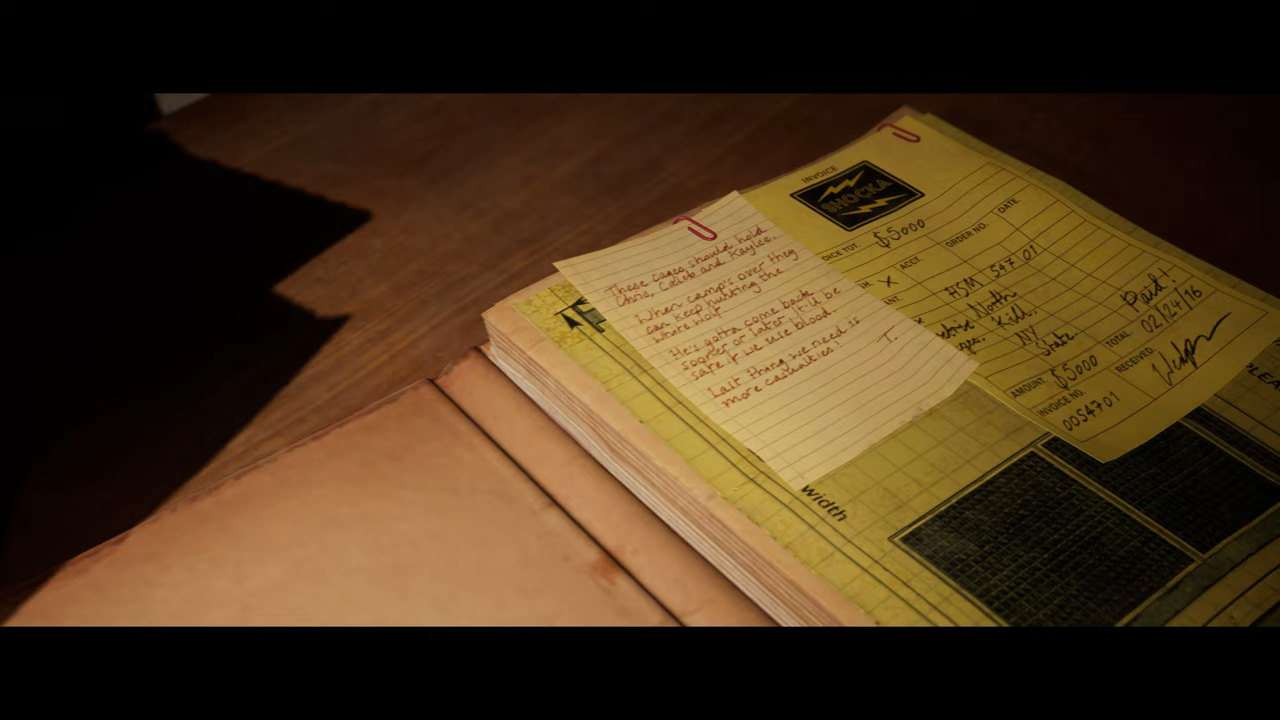 These cages should hold
Chris, Caleb and Kaylee.
When camp's over they
can keep hunting the
white wolf
He's gotta come back
sooner or later. It'll be
safe if we use blood.
Last thing we need is
more casualties!
T.
INVOICE
SHOCKA
$5000
ORDER NO.
DATE
ACCT.
X
HSM 547 01
North
Kill,
NY
State
Paid!
02/24/16
TOTAL
RECEIVED
AMOUNT
$5000
INVOICE NO.
0054701
width